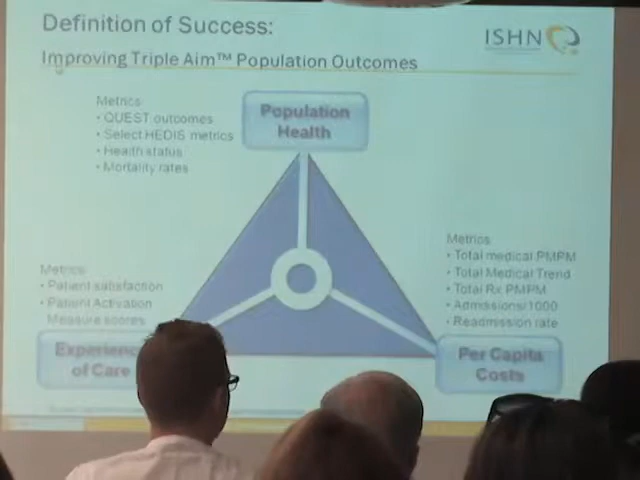 Definition of Success:
ISHN
Improving Triple Aim™ Population Outcomes
Metrics
• QUEST outcomes
• Select HEDIS metrics
• Health status
• Mortality rates
Population
Health
Metrics
• Total medical PMPM
• Total Medical Trend
• Total Rx PMPM
• Admissions/1000
• Readmission rate
Metrics
• Patient satisfaction
• Patient Activation
Measure scores
Experienc
of Care
Per Capita
Costs